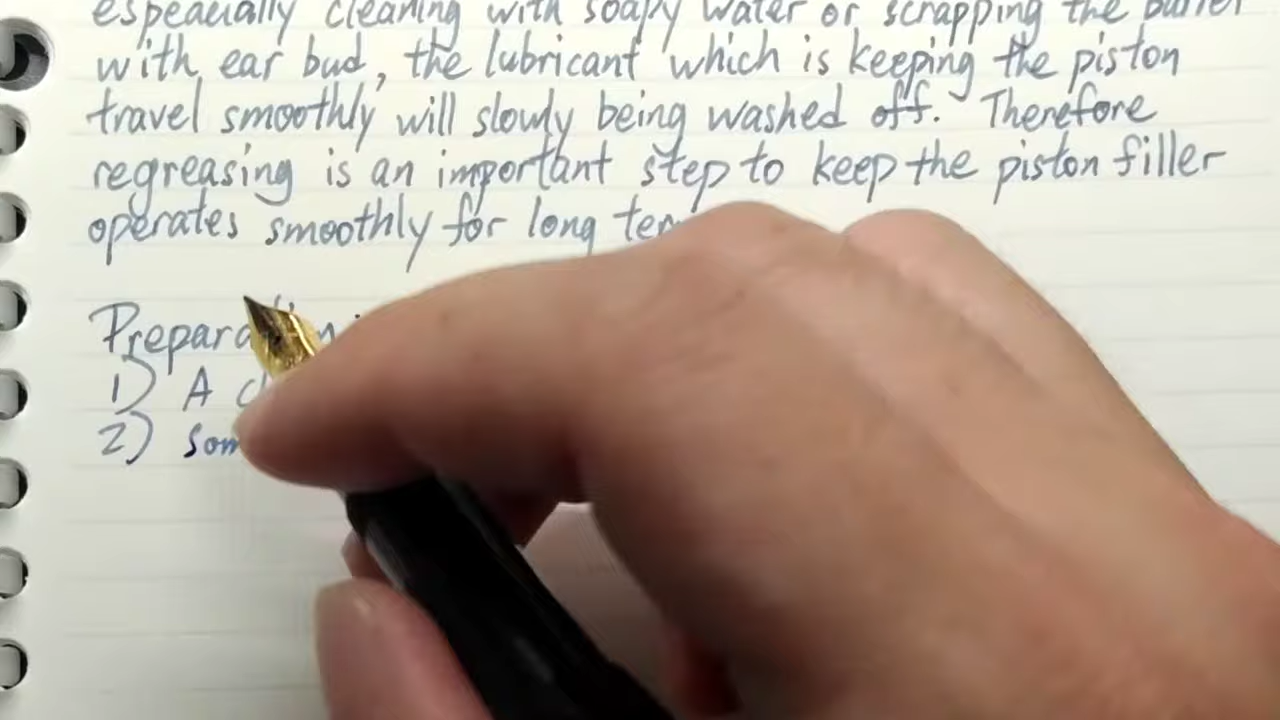 especially cleaning with soapy water or scrapping the barrel
with ear bud, the lubricant which is keeping the piston
travel smoothly will slowly being washed off. Therefore
regreasing is an important step to keep the piston filler
operates smoothly for long
1) A
2)